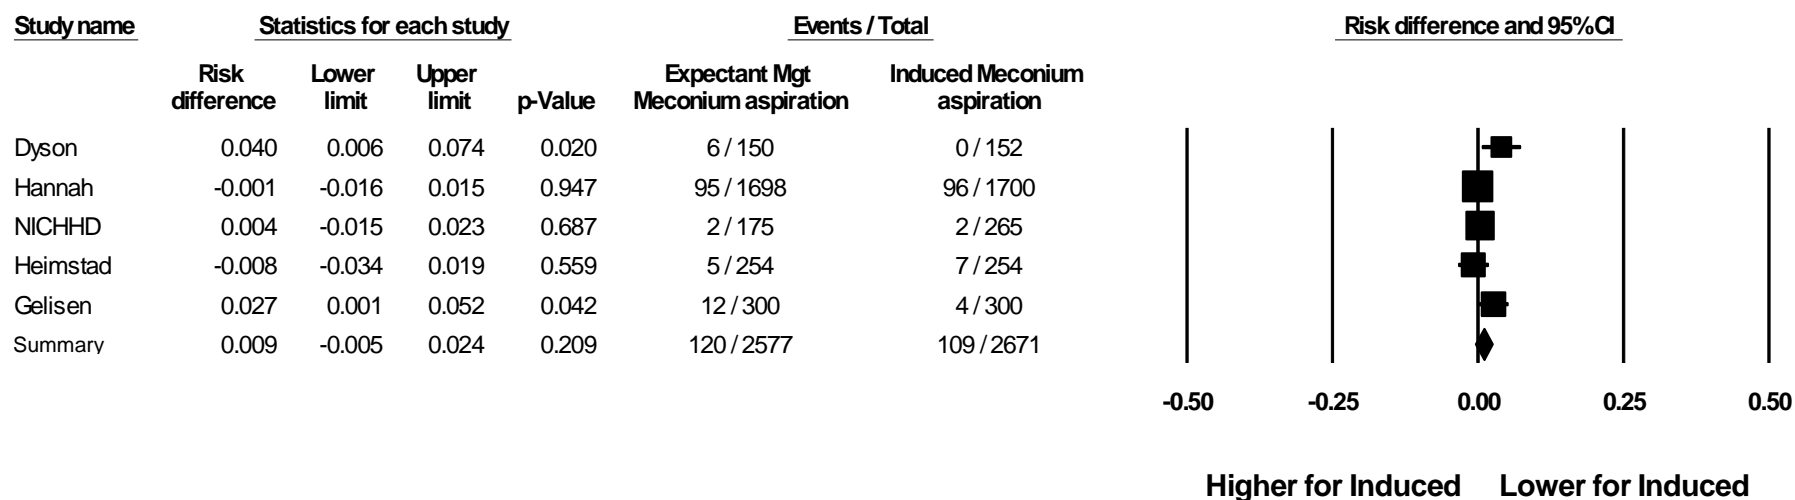 Study name Statistics for each study Events / Total Risk difference and 95% CI
Risk difference Lower limit Upper limit p-Value Expectant Mgt Meconium aspiration Induced Meconium aspiration
Dyson 0.040 0.006 0.074 0.020 6 / 150 0 / 152
Hannah -0.001 -0.016 0.015 0.947 95 / 1698 96 / 1700
NICHHD 0.004 -0.015 0.023 0.687 2 / 175 2 / 265
Heimstad -0.008 -0.034 0.019 0.559 5 / 254 7 / 254
Gelisen 0.027 0.001 0.052 0.042 12 / 300 4 / 300
Summary 0.009 -0.005 0.024 0.209 120 / 2577 109 / 2671
-0.50 -0.25 0.00 0.25 0.50
Higher for Induced Lower for Induced